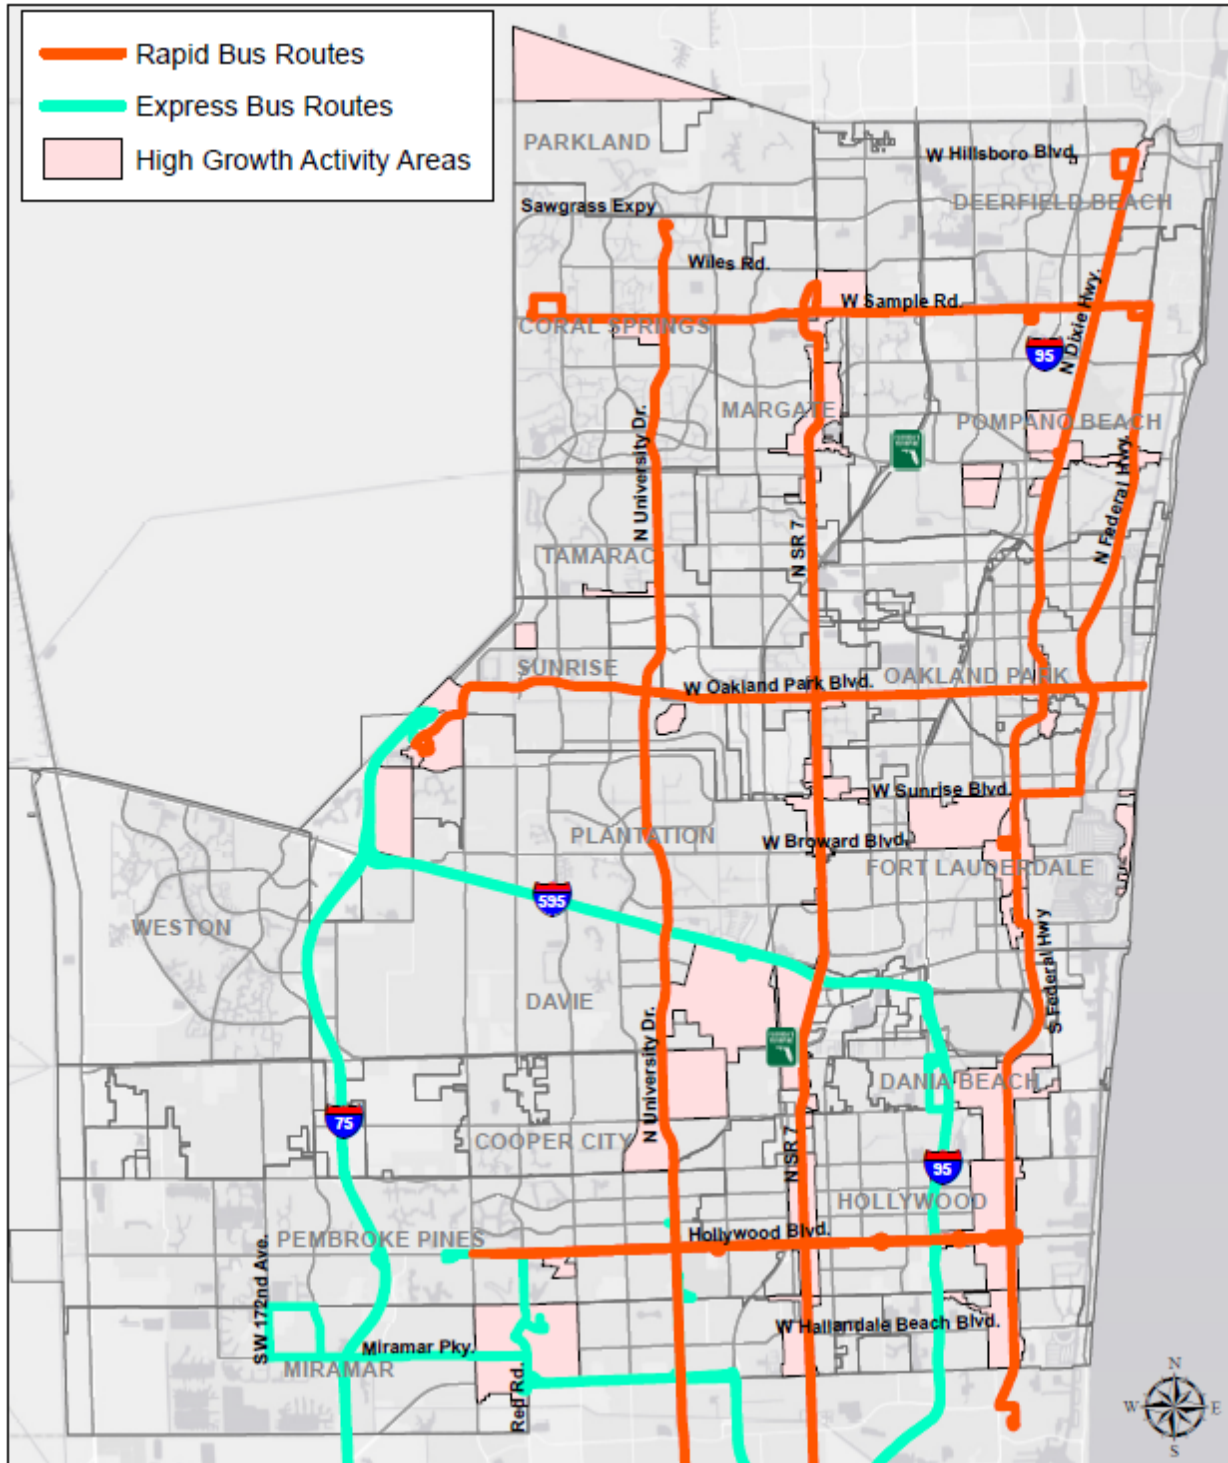 Rapid Bus Routes
Express Bus Routes
High Growth Activity Areas
PARKLAND
W Hillsboro Blvd.
DEERFIELD BEACH
Sawgrass Expy
Wiles Rd.
W Sample Rd.
CORAL SPRINGS
N Dixie Hwy.
95
MARGATE
POMPANO BEACH
N University Dr.
N Federal Hwy.
N SR 7
TAMARAC
SUNRISE
OAKLAND PARK
W Oakland Park Blvd.
W Sunrise Blvd.
PLANTATION
W Broward Blvd.
FORT LAUDERDALE
595
WESTON
S Federal Hwy
DAVIE
N University Dr.
DANIA BEACH
75
COOPER CITY
N SR 7
95
HOLLYWOOD
Hollywood Blvd.
PEMBROKE PINES
SW 172nd Ave.
W Hallandale Beach Blvd.
Miramar Pky.
MIRAMAR
Red Rd.
N
W
E
S